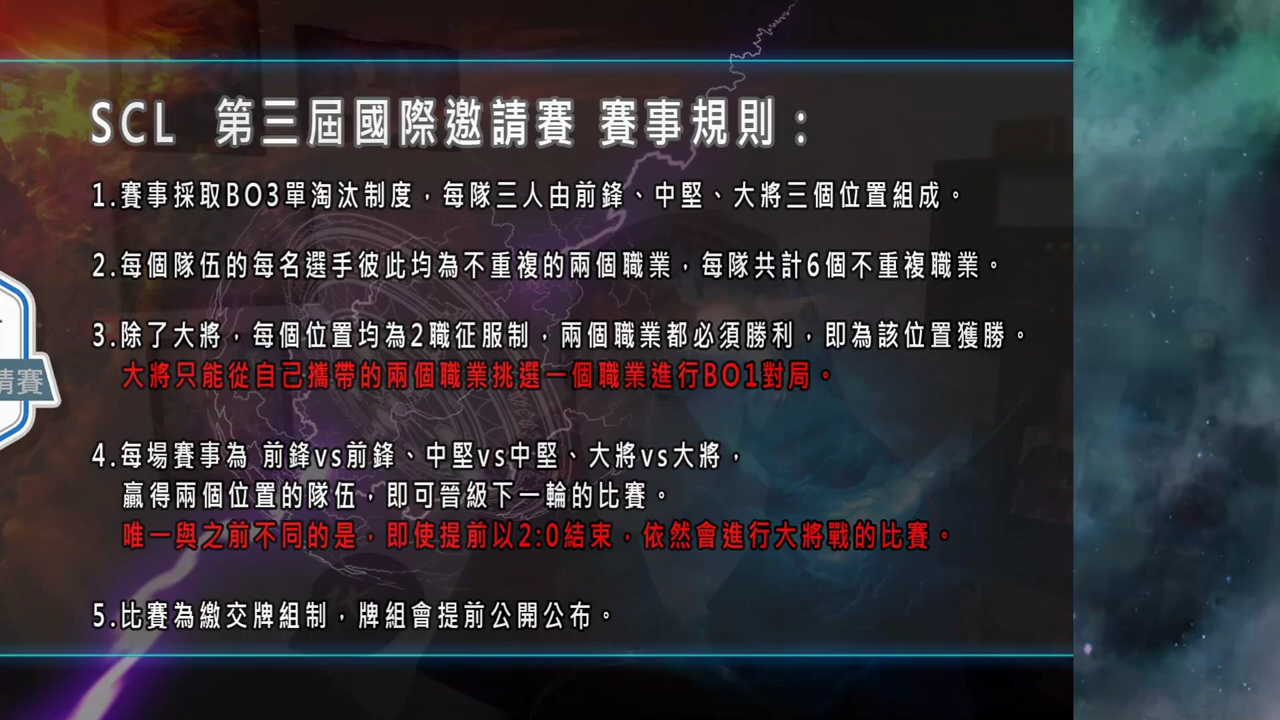 SCL 第三屆國際邀請賽 賽事規則：
1.賽事採取BO3單淘汰制度，每隊三人由前鋒、中堅、大將三個位置組成。
2.每個隊伍的每名選手彼此均為不重複的兩個職業，每隊共計6個不重複職業。
3.除了大將，每個位置均為2職征服制，兩個職業都必須勝利，即為該位置獲勝。
大將只能從自己攜帶的兩個職業挑選一個職業進行BO1對局。
請賽
4.每場賽事為 前鋒vs前鋒、中堅vs中堅、大將vs大將，
贏得兩個位置的隊伍，即可晉級下一輪的比賽。
唯一與之前不同的是，即使提前以2:0結束，依然會進行大將戰的比賽。
5.比賽為繳交牌組制，牌組會提前公開公布。